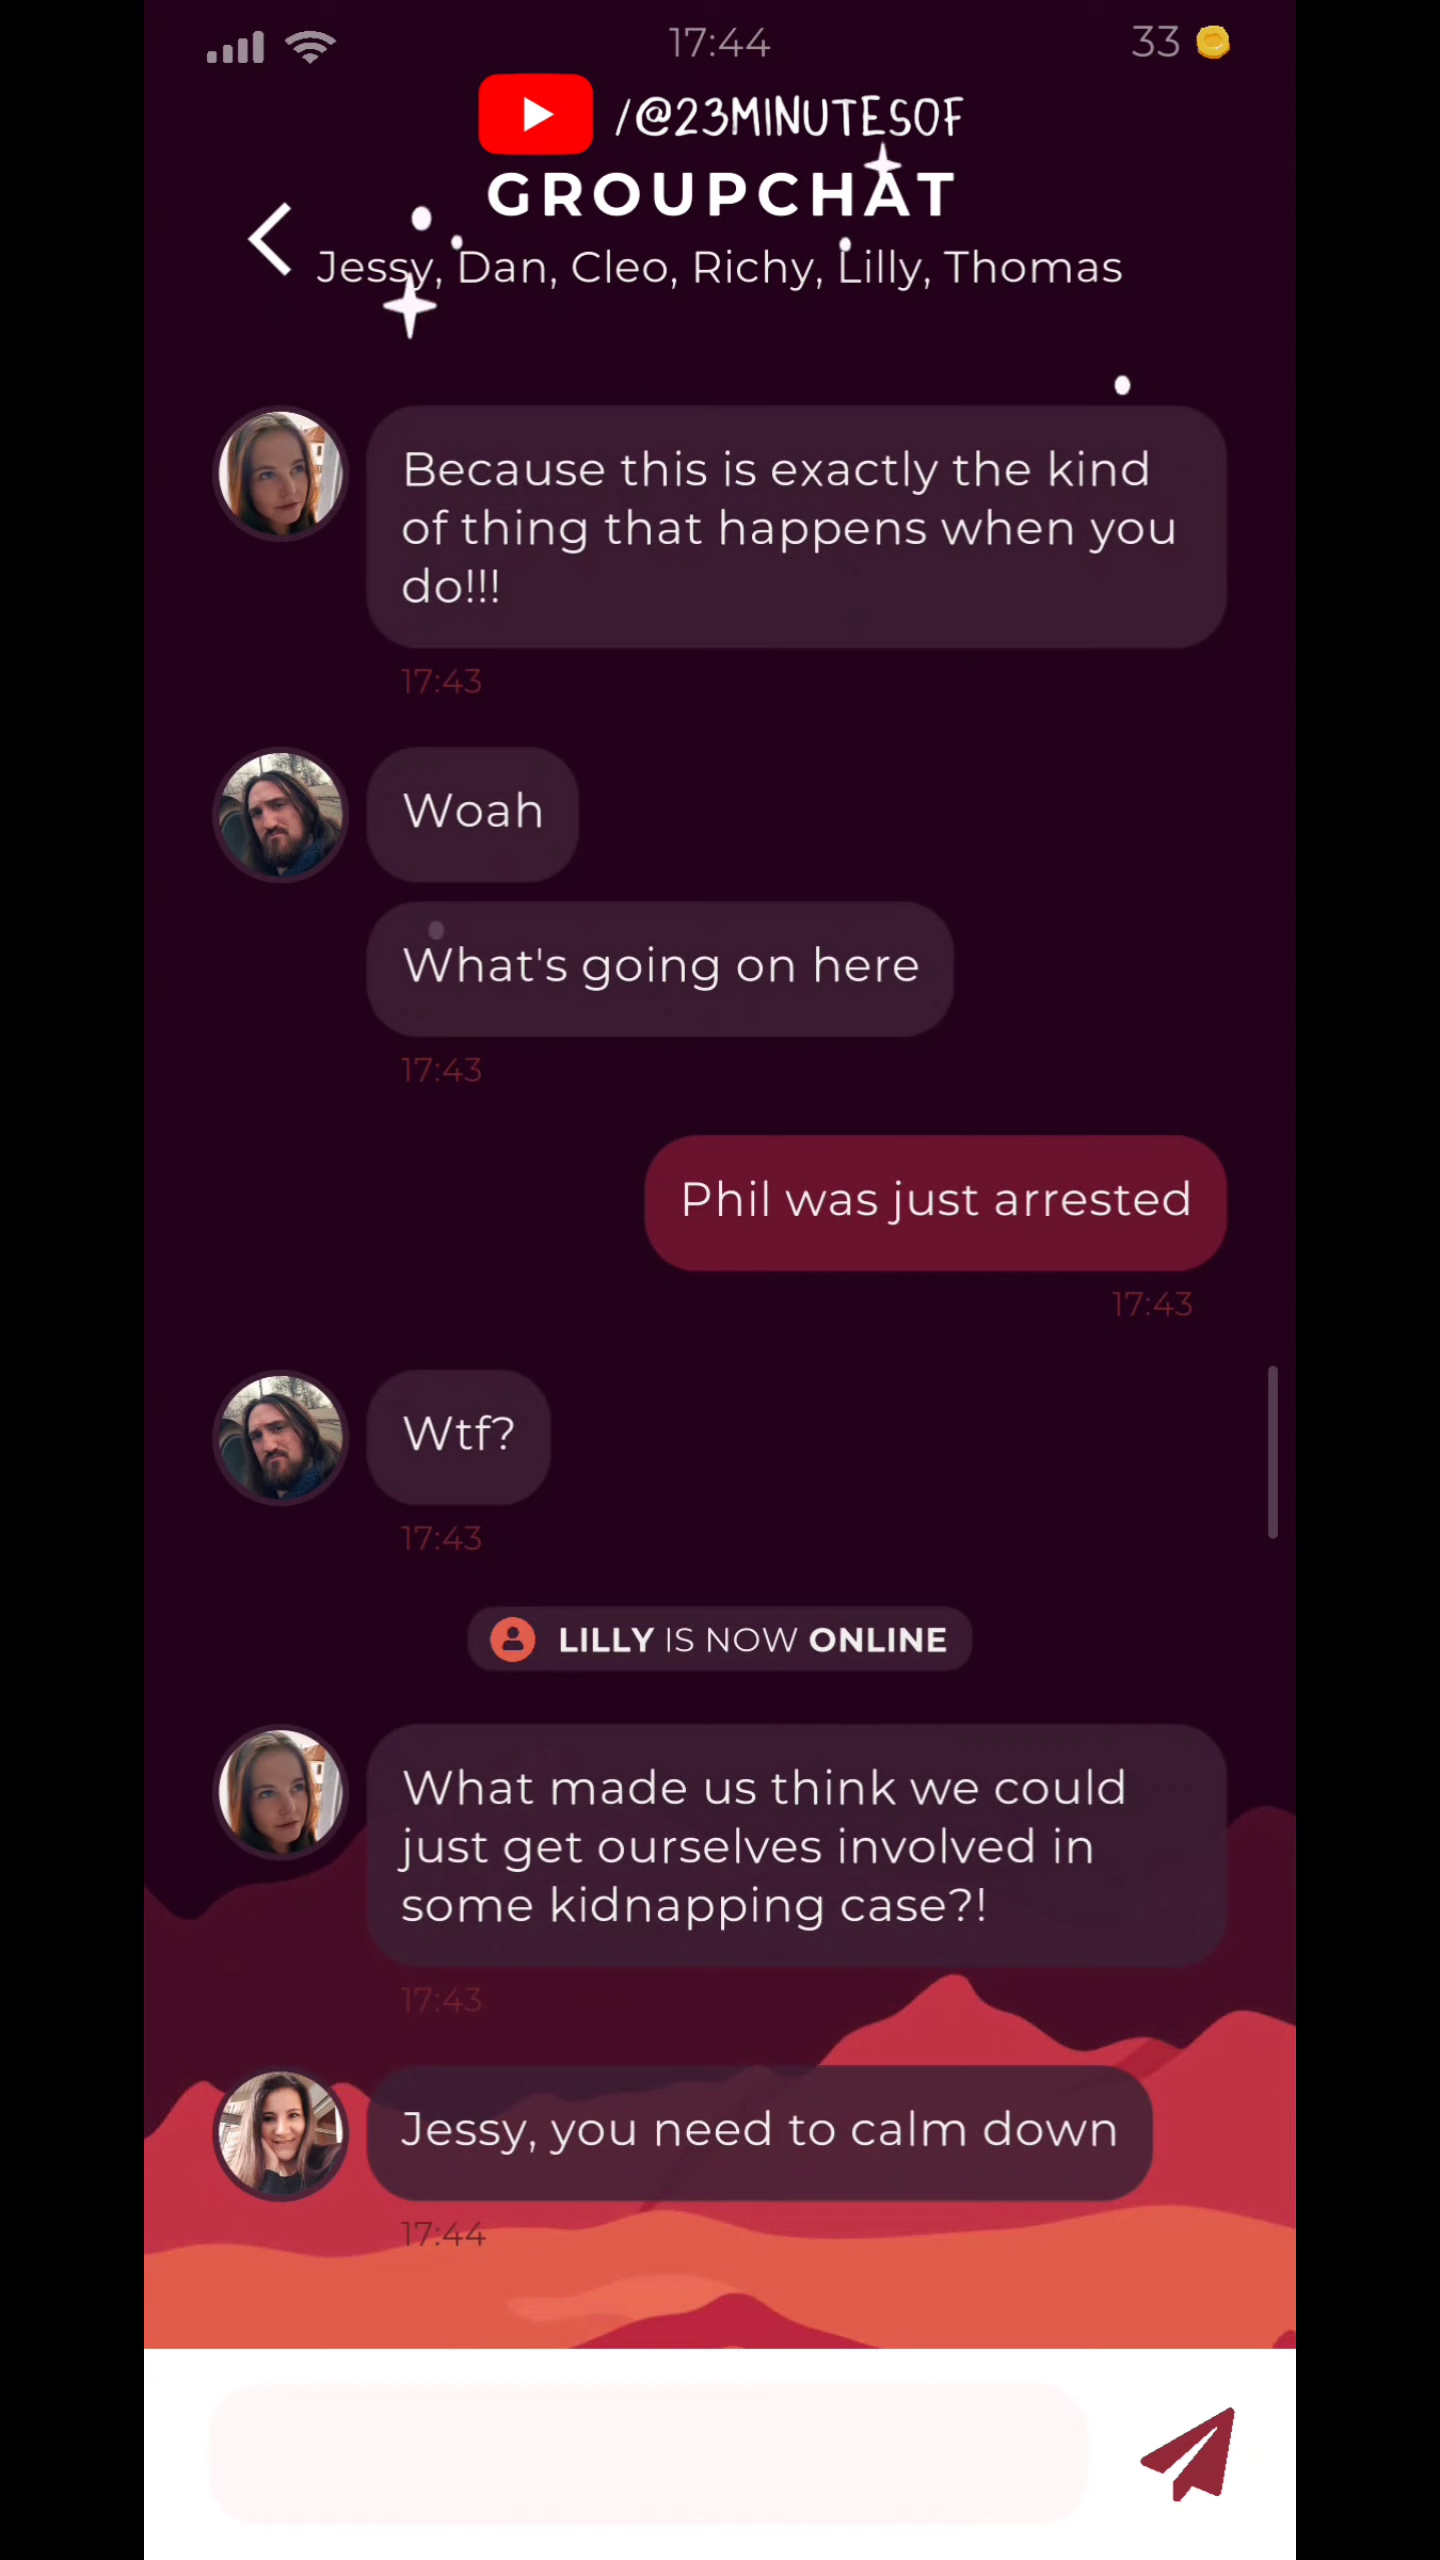 17:44
33
/@23MINUTESOF
GROUPCHAT
Jessy, Dan, Cleo, Richy, Lilly, Thomas
Because this is exactly the kind
of thing that happens when you
do!!!
17:43
Woah
What's going on here
17:43
Phil was just arrested
17:43
Wtf?
17:43
LILLY IS NOW ONLINE
What made us think we could
just get ourselves involved in
some kidnapping case?!
17:43
Jessy, you need to calm down
17:44